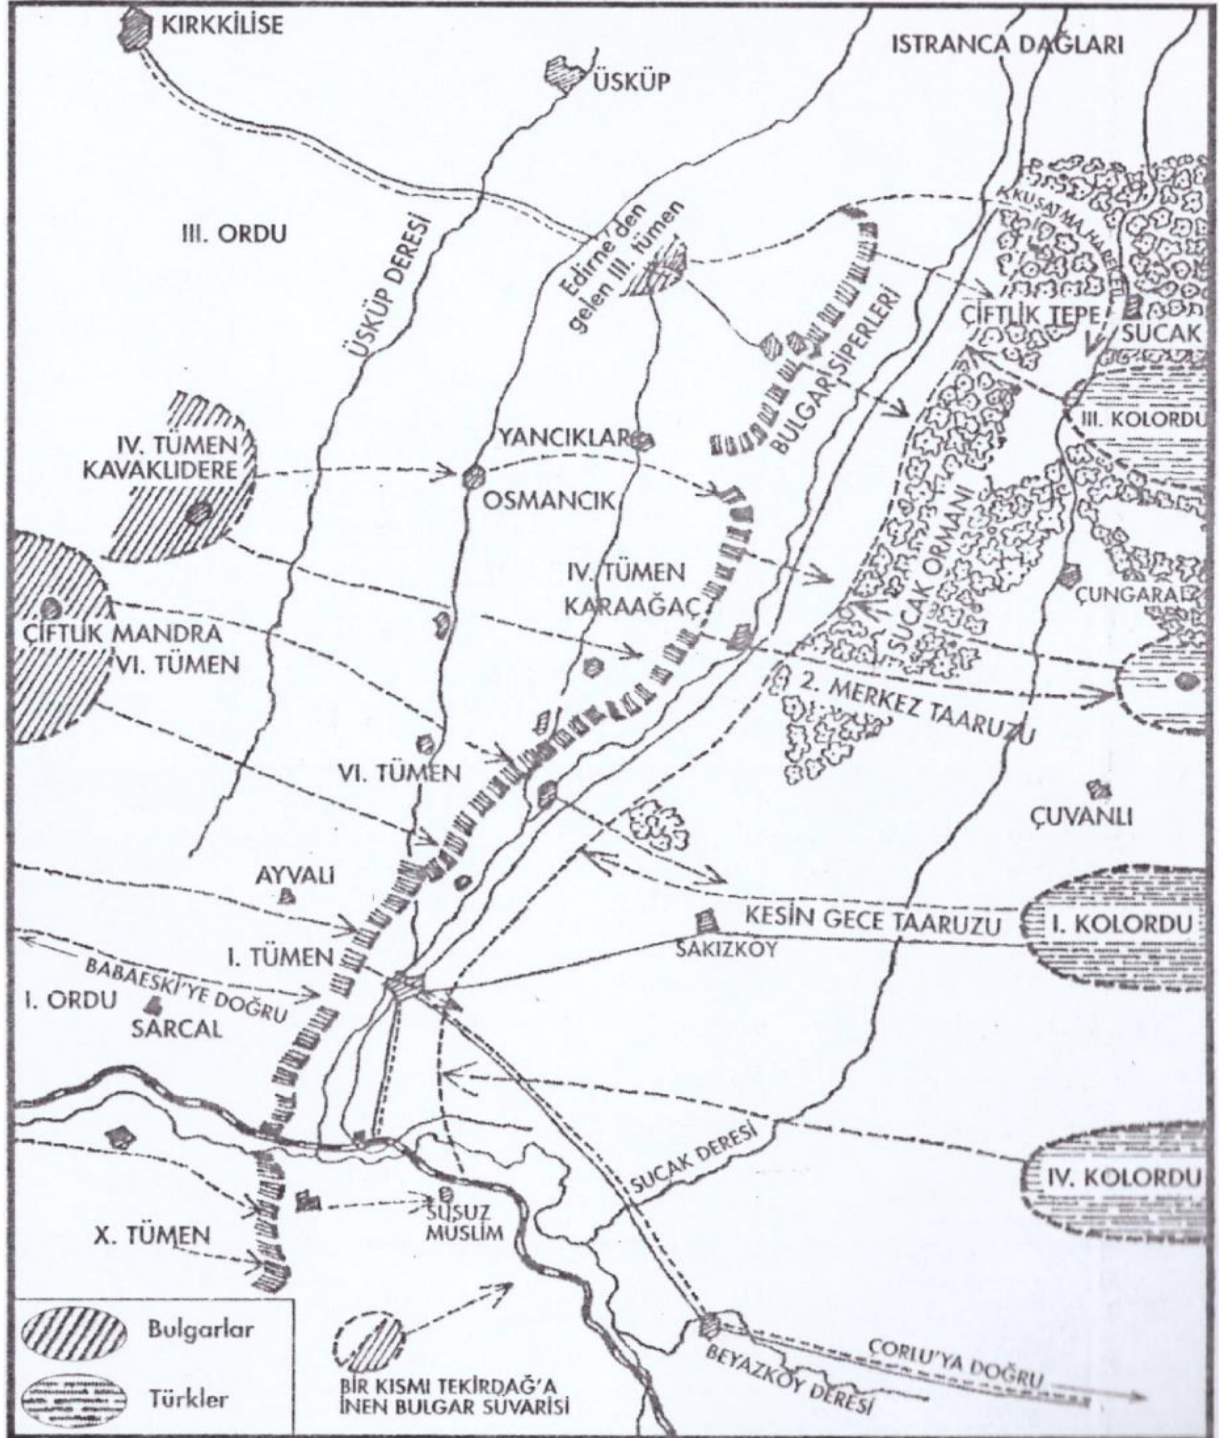 KIRKKİLİSE
ISTRANCA DAĞLARI
ÜSKÜP
III. ORDU
ÜSKÜP DERESİ
Edirne'den
gelen III. tümen
BULGAR SİPERLERİ
KUŞATMA HAREKETİ
ÇİFTLİK TEPE
SUCAK
III. KOLORDU
IV. TÜMEN
KAVAKLIDERE
YANCIKLAR
OSMANCIK
SUCAK ORMANI
IV. TÜMEN
KARAAĞAÇ
ÇİFTLİK MANDRA
VI. TÜMEN
2. MERKEZ TAARUZU
VI. TÜMEN
ÇUVANLI
AYVALI
KESİN GECE TAARUZU
I. KOLORDU
SAKIZKÖY
I. TÜMEN
BABAESKİ'YE DOĞRU
I. ORDU
SARCAL
SUCAK DERESİ
IV. KOLORDU
X. TÜMEN
SUSUZ
MUSLİM
Bulgarlar
Türkler
BİR KISMI TEKİRDAĞ'A
İNEN BULGAR SÜVARİSİ
BEYAZKÖY DERESİ
ÇORLU'YA DOĞRU